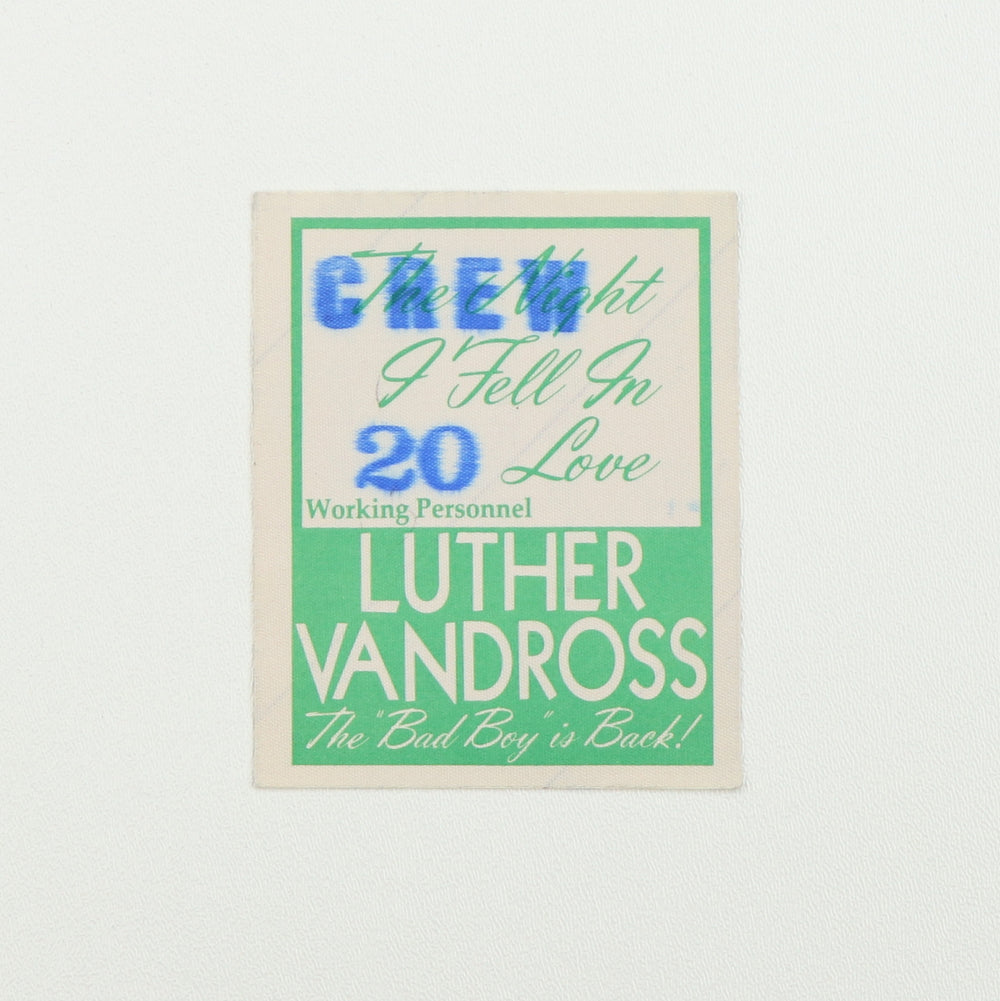 CREW
The Night
I Fell In
20
Love
Working Personnel
LUTHER
VANDROSS
The "Bad Boy" is Back!